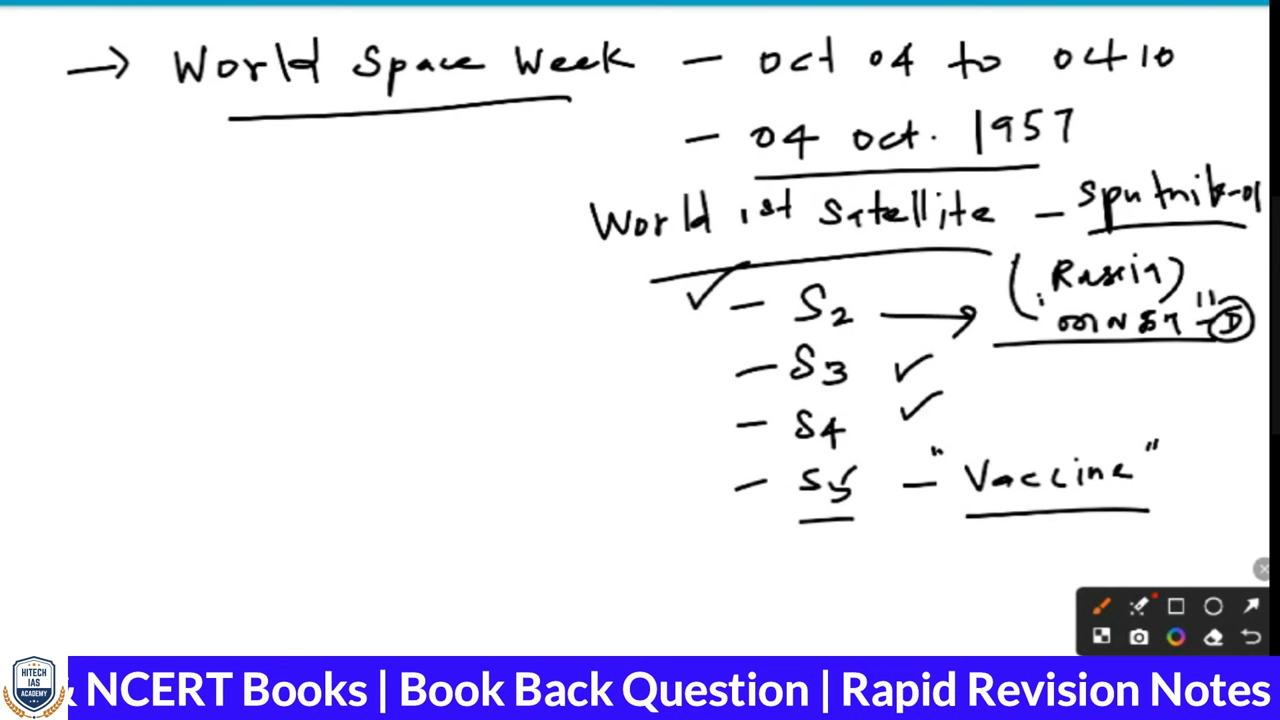 → World Space Week - Oct 04 to Oct 10
- 04 Oct. 1957
World 1st Satellite - Sputnik-01
(Russia)
✓ - S2 →
- S3 ✓
- S4 ✓
- S5 - "Vaccine"
HITECH
IAS
ACADEMY
& NCERT Books | Book Back Question | Rapid Revision Notes